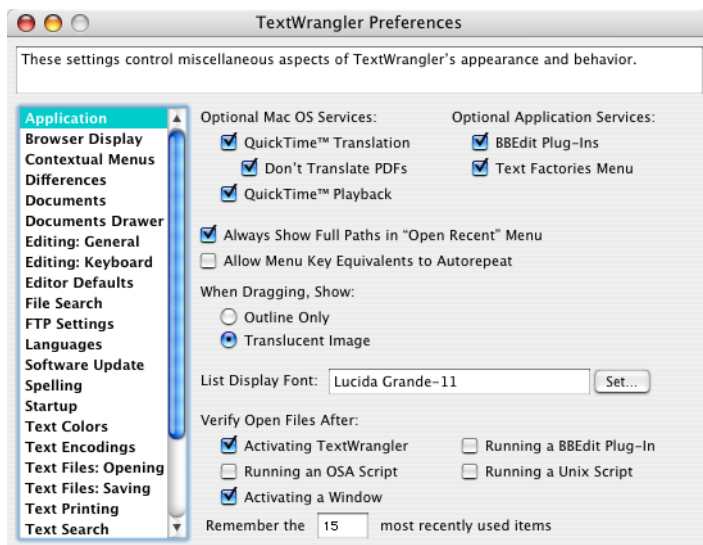 TextWrangler Preferences
These settings control miscellaneous aspects of TextWrangler's appearance and behavior.
Application
Browser Display
Contextual Menus
Differences
Documents
Documents Drawer
Editing: General
Editing: Keyboard
Editor Defaults
File Search
FTP Settings
Languages
Software Update
Spelling
Startup
Text Colors
Text Encodings
Text Files: Opening
Text Files: Saving
Text Printing
Text Search
Optional Mac OS Services:
QuickTime™ Translation
Don't Translate PDFs
QuickTime™ Playback
Optional Application Services:
BBEdit Plug-Ins
Text Factories Menu
Always Show Full Paths in “Open Recent” Menu
Allow Menu Key Equivalents to Autorepeat
When Dragging, Show:
Outline Only
Translucent Image
List Display Font: Lucida Grande-11 Set...
Verify Open Files After:
Activating TextWrangler Running a BBEdit Plug-In
Running an OSA Script Running a Unix Script
Activating a Window
Remember the 15 most recently used items